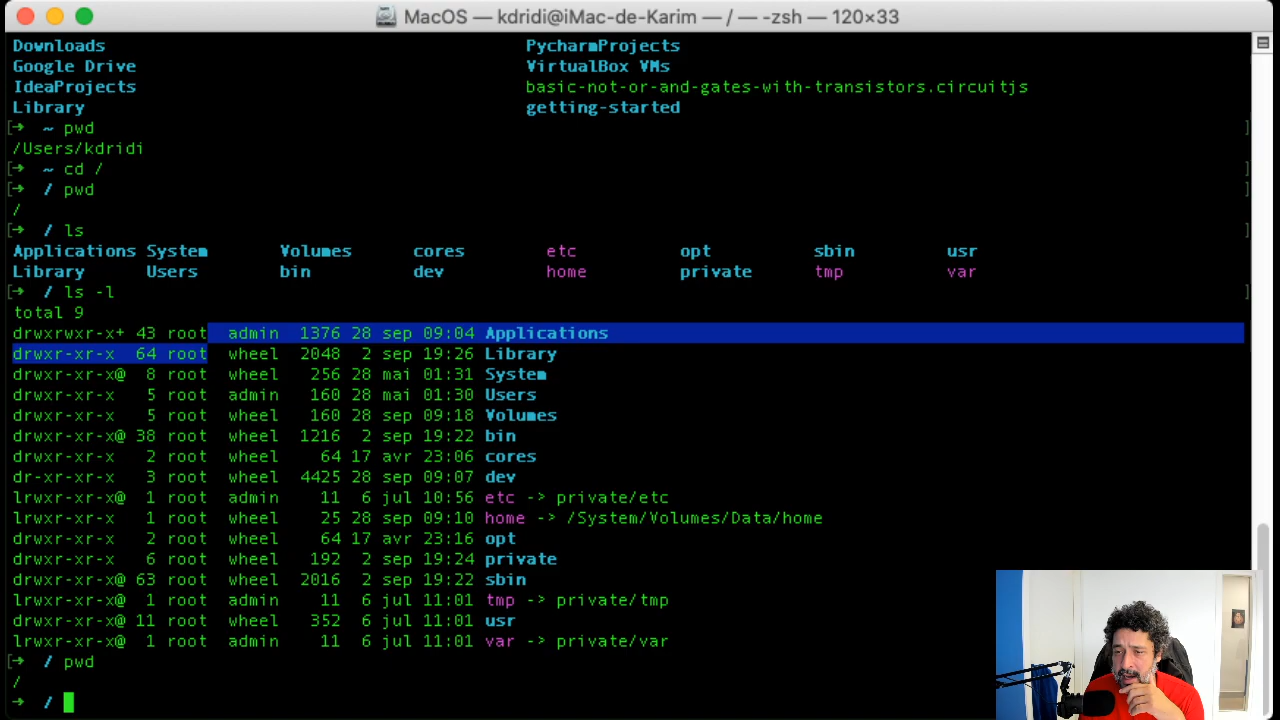 MacOS — kdridi@iMac-de-Karim — / — -zsh — 120×33
Downloads PycharmProjects
Google Drive VirtualBox VMs
IdeaProjects basic-not-or-and-gates-with-transistors.circuitjs
Library getting-started
[➜ ~ pwd ]
/Users/kdridi
[➜ ~ cd / ]
[➜ / pwd ]
/
[➜ / ls ]
Applications System Volumes cores etc opt sbin usr
Library Users bin dev home private tmp var
[➜ / ls -l ]
total 9
drwxrwxr-x+ 43 root admin 1376 28 sep 09:04 Applications
drwxr-xr-x 64 root wheel 2048 2 sep 19:26 Library
drwxr-xr-x@ 8 root wheel 256 28 mai 01:31 System
drwxr-xr-x 5 root admin 160 28 mai 01:30 Users
drwxr-xr-x 5 root wheel 160 28 sep 09:18 Volumes
drwxr-xr-x@ 38 root wheel 1216 2 sep 19:22 bin
drwxr-xr-x 2 root wheel 64 17 avr 23:06 cores
dr-xr-xr-x 3 root wheel 4425 28 sep 09:07 dev
lrwxr-xr-x@ 1 root admin 11 6 jul 10:56 etc -> private/etc
lrwxr-xr-x 1 root wheel 25 28 sep 09:10 home -> /System/Volumes/Data/home
drwxr-xr-x 2 root wheel 64 17 avr 23:16 opt
drwxr-xr-x 6 root wheel 192 2 sep 19:24 private
drwxr-xr-x@ 63 root wheel 2016 2 sep 19:22 sbin
lrwxr-xr-x@ 1 root admin 11 6 jul 11:01 tmp -> private/tmp
drwxr-xr-x@ 11 root wheel 352 6 jul 11:01 usr
lrwxr-xr-x@ 1 root admin 11 6 jul 11:01 var -> private/var
[➜ / pwd ]
/
➜ /